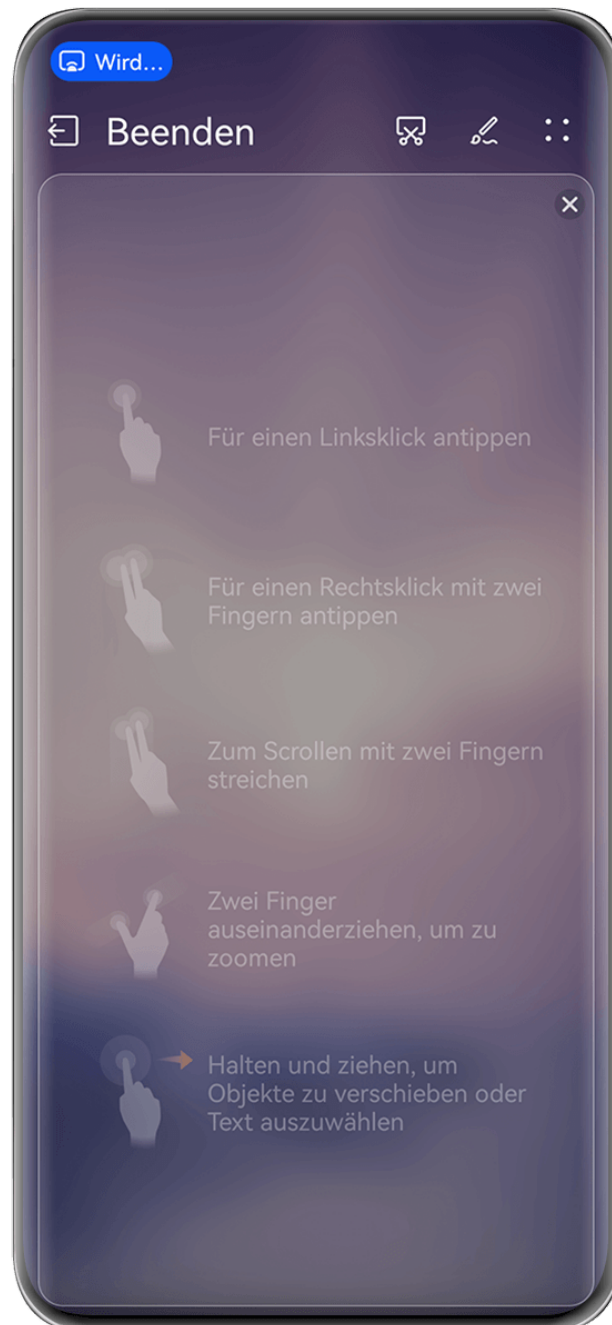 Wird...
Beenden
Für einen Linksklick antippen
Für einen Rechtsklick mit zwei
Fingern antippen
Zum Scrollen mit zwei Fingern
streichen
Zwei Finger
auseinanderziehen, um zu
zoomen
Halten und ziehen, um
Objekte zu verschieben oder
Text auszuwählen